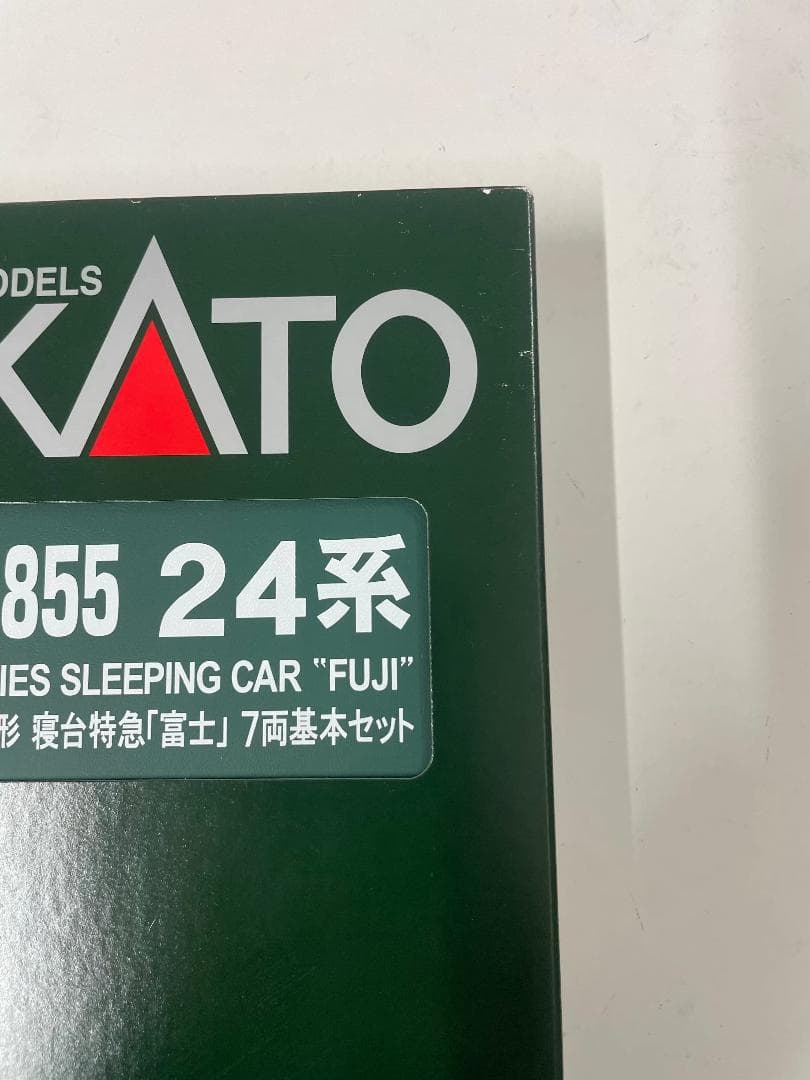 ODELS
KATO
855 24系
IES SLEEPING CAR "FUJI"
形 寝台特急「富士」 7両基本セット